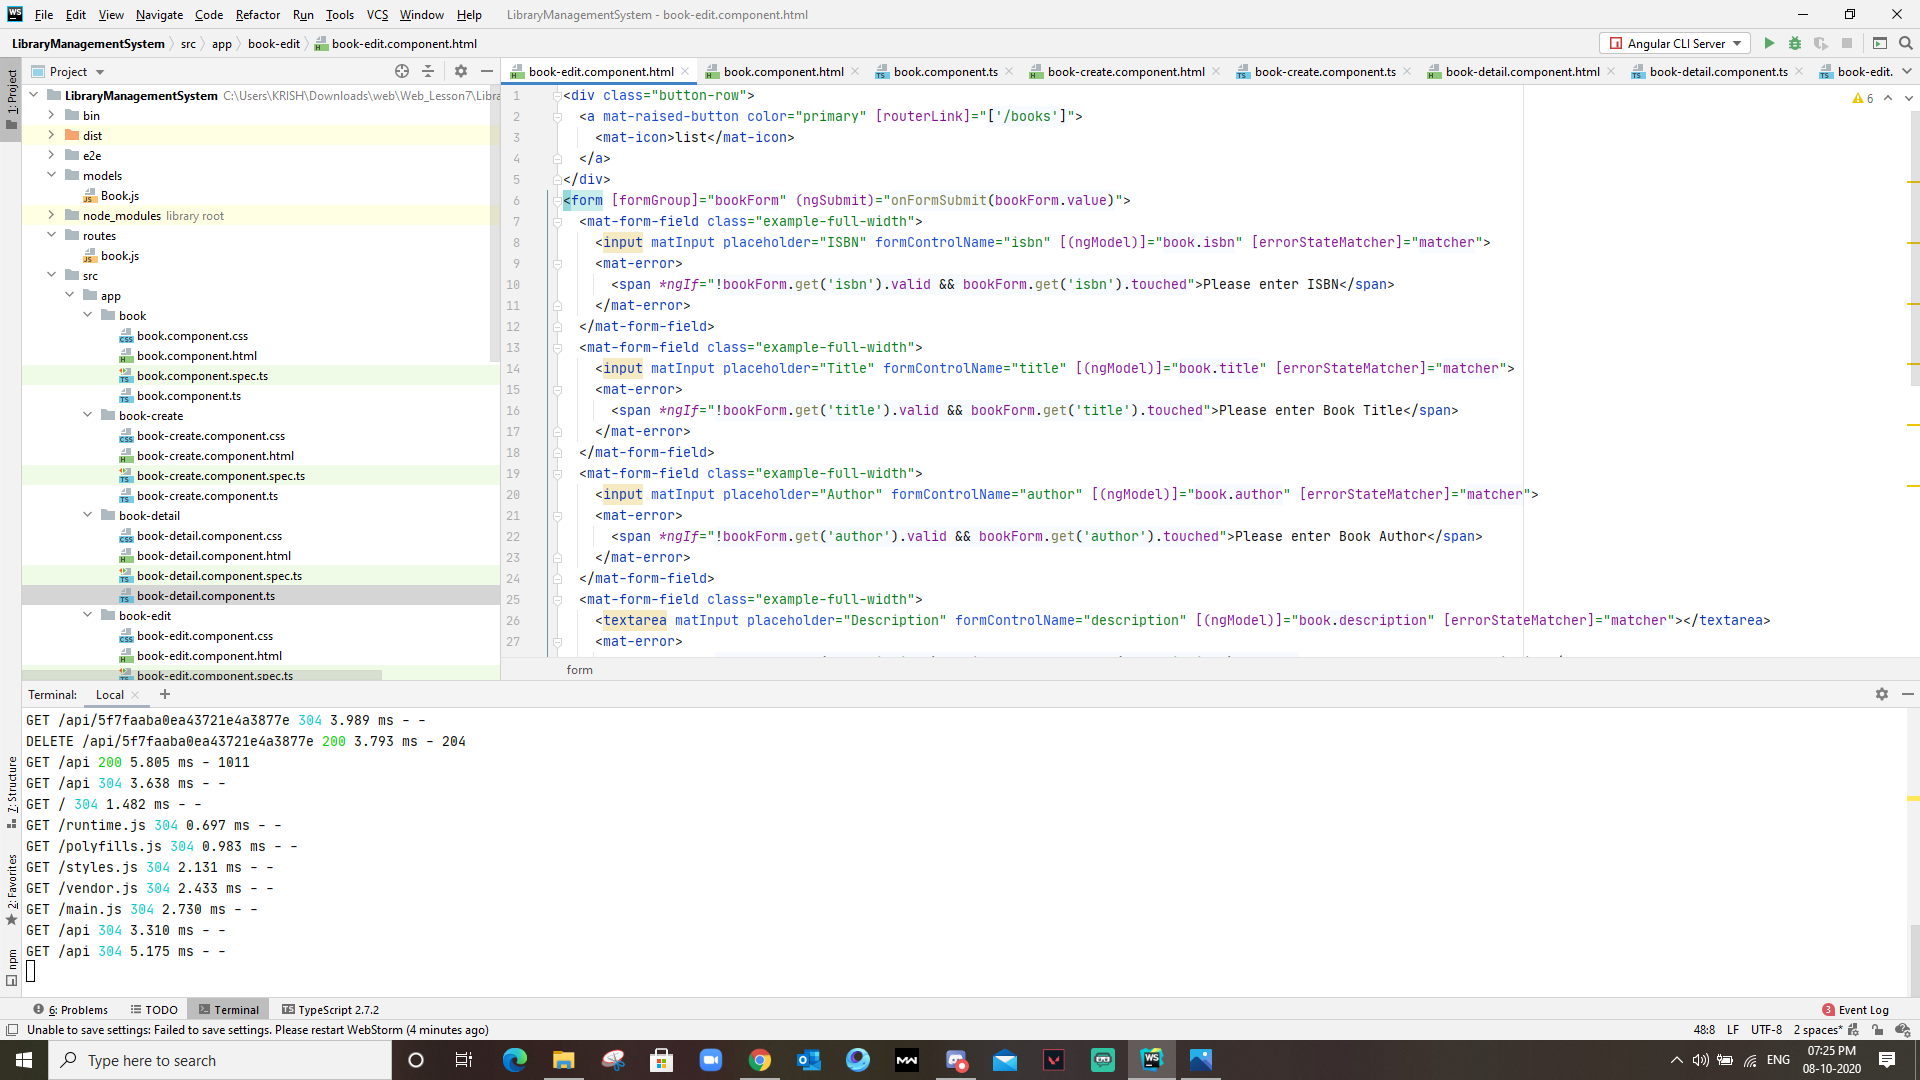 File Edit View Navigate Code Refactor Run Tools VCS Window Help LibraryManagementSystem - book-edit.component.html
LibraryManagementSystem src app book-edit book-edit.component.html Angular CLI Server
1: Project
Project
LibraryManagementSystem C:\Users\KRISH\Downloads\web\Web_Lesson7\Libra
bin
dist
e2e
models
Book.js
node_modules library root
routes
book.js
src
app
book
book.component.css
book.component.html
book.component.spec.ts
book.component.ts
book-create
book-create.component.css
book-create.component.html
book-create.component.spec.ts
book-create.component.ts
book-detail
book-detail.component.css
book-detail.component.html
book-detail.component.spec.ts
book-detail.component.ts
book-edit
book-edit.component.css
book-edit.component.html
book-edit.component.spec.ts
book-edit.component.html book.component.html book.component.ts book-create.component.html book-create.component.ts book-detail.component.html book-detail.component.ts book-edit.
6
1 <div class="button-row">
2 <a mat-raised-button color="primary" [routerLink]="['/books']">
3 <mat-icon>list</mat-icon>
4 </a>
5 </div>
6 <form [formGroup]="bookForm" (ngSubmit)="onFormSubmit(bookForm.value)">
7 <mat-form-field class="example-full-width">
8 <input matInput placeholder="ISBN" formControlName="isbn" [(ngModel)]="book.isbn" [errorStateMatcher]="matcher">
9 <mat-error>
10 <span *ngIf="!bookForm.get('isbn').valid && bookForm.get('isbn').touched">Please enter ISBN</span>
11 </mat-error>
12 </mat-form-field>
13 <mat-form-field class="example-full-width">
14 <input matInput placeholder="Title" formControlName="title" [(ngModel)]="book.title" [errorStateMatcher]="matcher">
15 <mat-error>
16 <span *ngIf="!bookForm.get('title').valid && bookForm.get('title').touched">Please enter Book Title</span>
17 </mat-error>
18 </mat-form-field>
19 <mat-form-field class="example-full-width">
20 <input matInput placeholder="Author" formControlName="author" [(ngModel)]="book.author" [errorStateMatcher]="matcher">
21 <mat-error>
22 <span *ngIf="!bookForm.get('author').valid && bookForm.get('author').touched">Please enter Book Author</span>
23 </mat-error>
24 </mat-form-field>
25 <mat-form-field class="example-full-width">
26 <textarea matInput placeholder="Description" formControlName="description" [(ngModel)]="book.description" [errorStateMatcher]="matcher"></textarea>
27 <mat-error>
form
Terminal: Local
GET /api/5f7faaba0ea43721e4a3877e 304 3.989 ms - -
DELETE /api/5f7faaba0ea43721e4a3877e 200 3.793 ms - 204
GET /api 200 5.805 ms - 1011
GET /api 304 3.638 ms - -
GET / 304 1.482 ms - -
GET /runtime.js 304 0.697 ms - -
GET /polyfills.js 304 0.983 ms - -
GET /styles.js 304 2.131 ms - -
GET /vendor.js 304 2.433 ms - -
GET /main.js 304 2.730 ms - -
GET /api 304 3.310 ms - -
GET /api 304 5.175 ms - -
7: Structure
2: Favorites
npm
6: Problems TODO Terminal TypeScript 2.7.2 3 Event Log
Unable to save settings: Failed to save settings. Please restart WebStorm (4 minutes ago) 48:8 LF UTF-8 2 spaces*
Type here to search
ENG
07:25 PM
08-10-2020